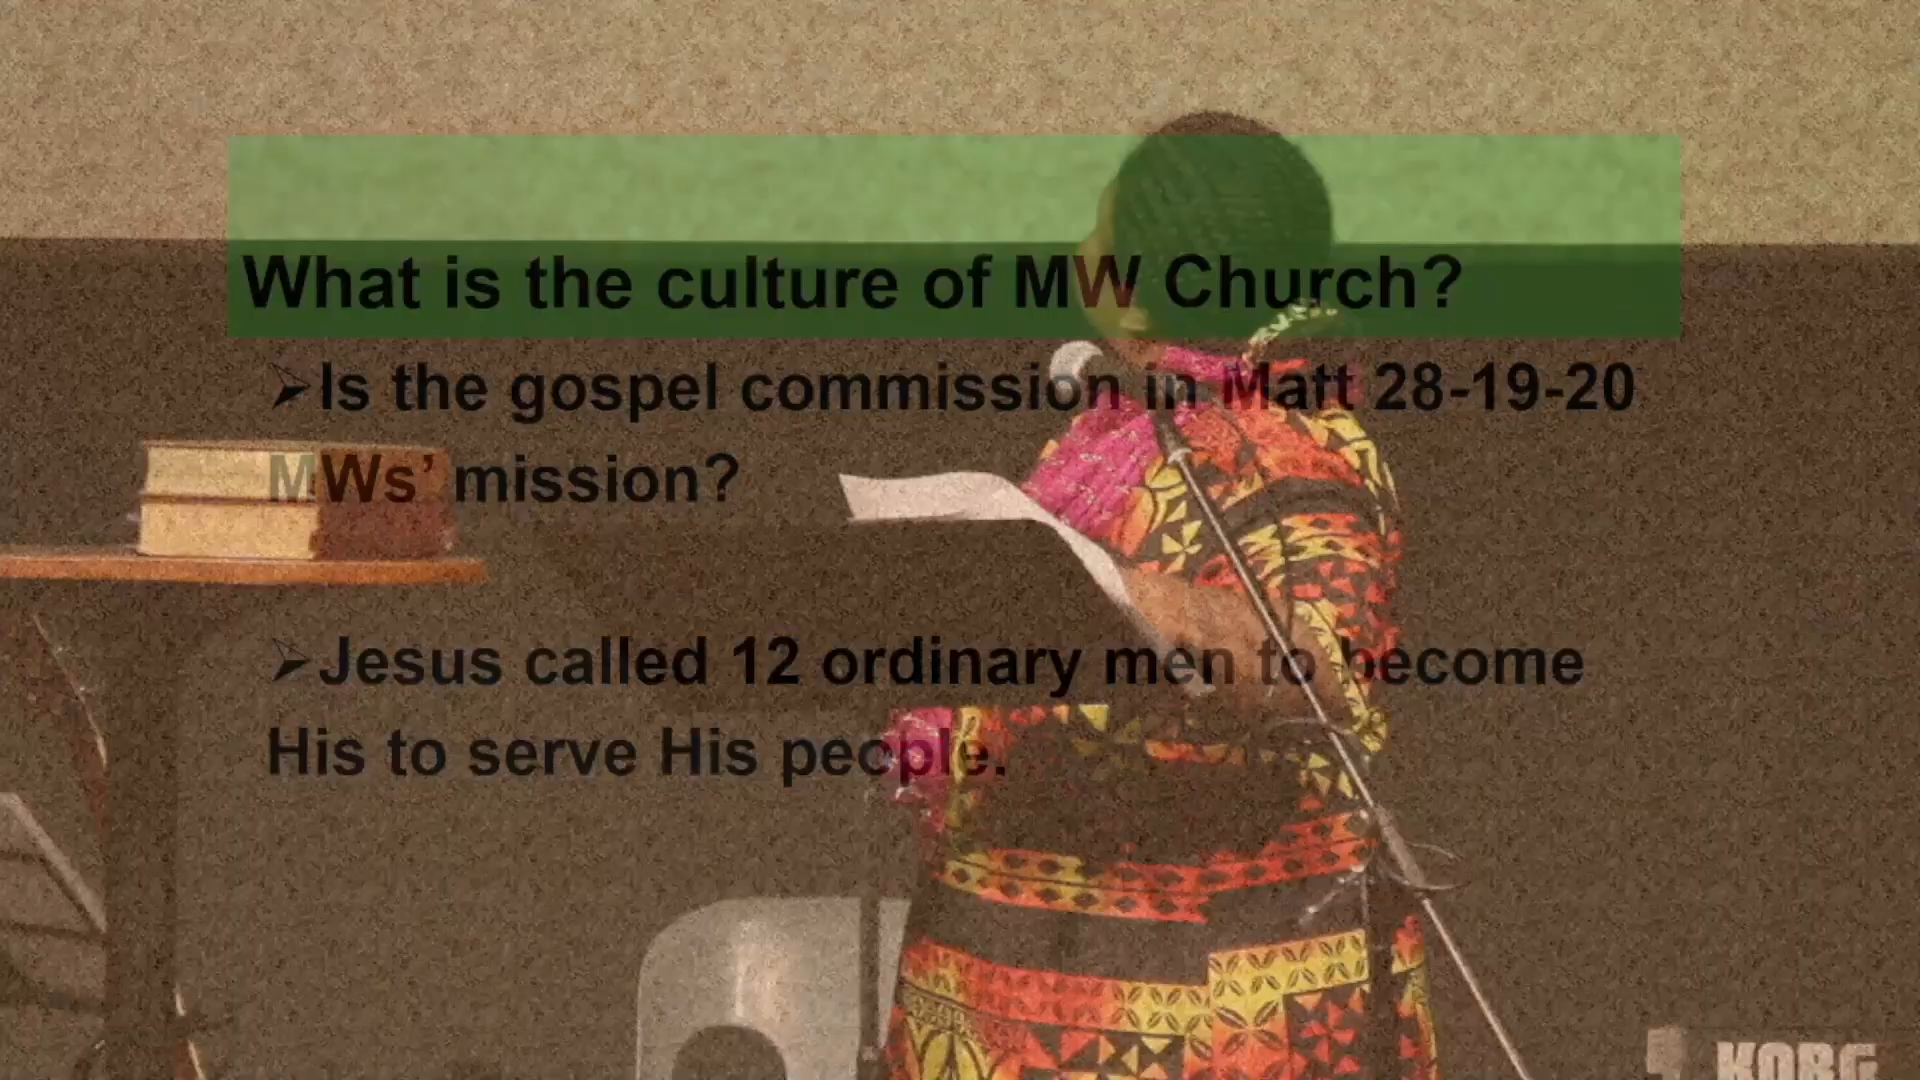 What is the culture of MW Church?
➢Is the gospel commission in Matt 28-19-20
MWs’ mission?
➢Jesus called 12 ordinary men to become
His to serve His people.
KORG